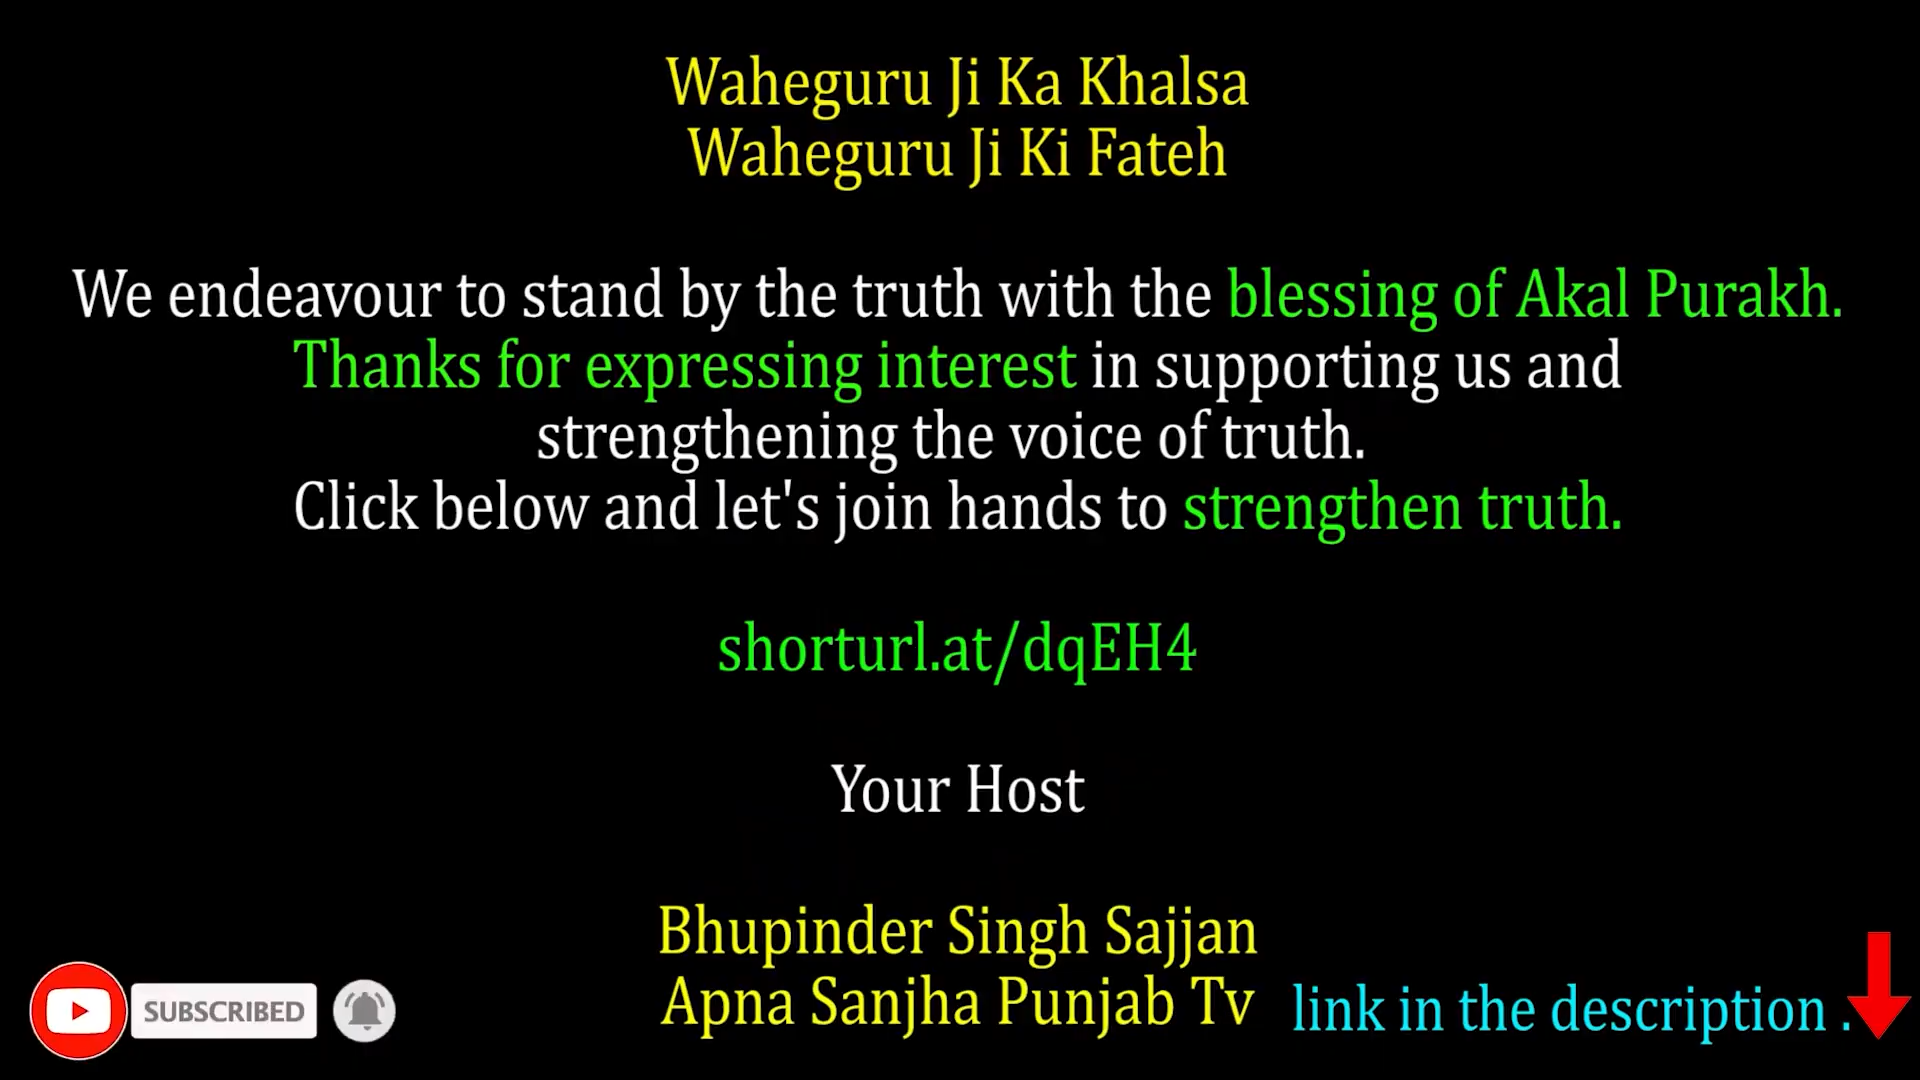 Waheguru Ji Ka Khalsa
Waheguru Ji Ki Fateh
We endeavour to stand by the truth with the blessing of Akal Purakh.
Thanks for expressing interest in supporting us and
strengthening the voice of truth.
Click below and let's join hands to strengthen truth.
shorturl.at/dqEH4
Your Host
Bhupinder Singh Sajjan
Apna Sanjha Punjab Tv
link in the description .
SUBSCRIBED